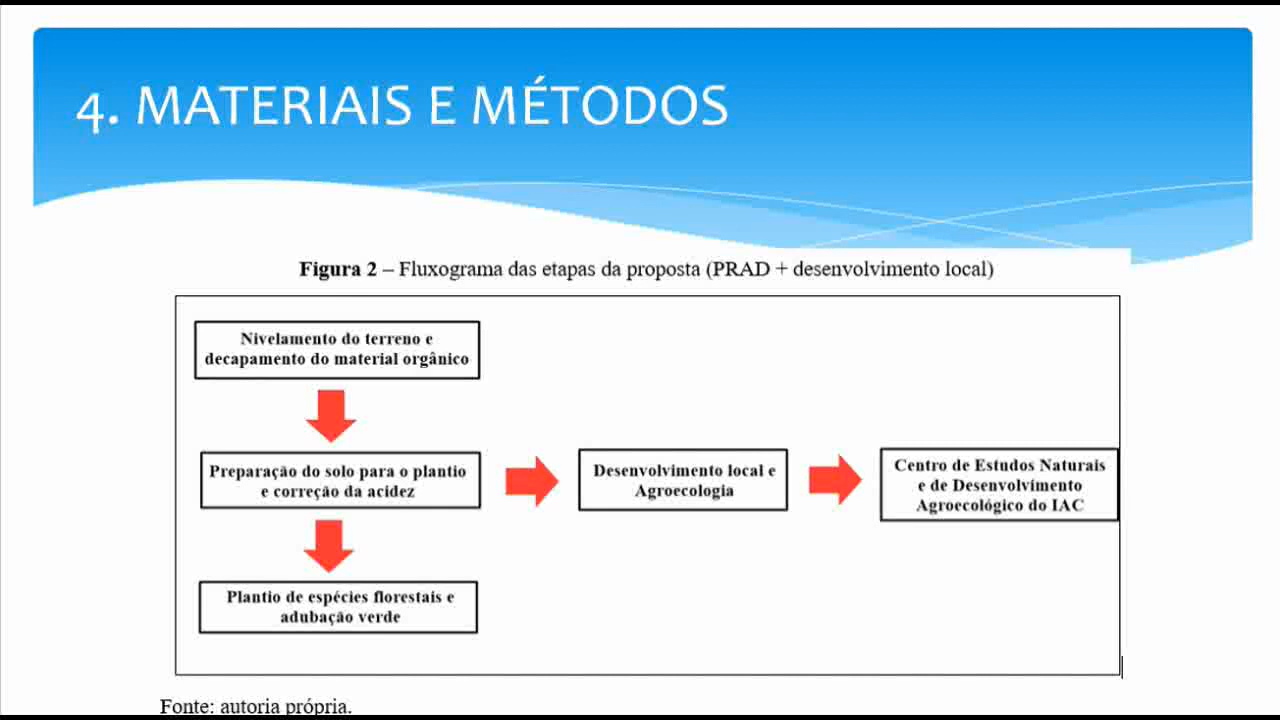 4. MATERIAIS E MÉTODOS
Figura 2 – Fluxograma das etapas da proposta (PRAD + desenvolvimento local)
Nivelamento do terreno e
decapamento do material orgânico
Preparação do solo para o plantio
e correção da acidez
Desenvolvimento local e
Agroecologia
Centro de Estudos Naturais
e de Desenvolvimento
Agroecológico do IAC
Plantio de espécies florestais e
adubação verde
Fonte: autoria própria.